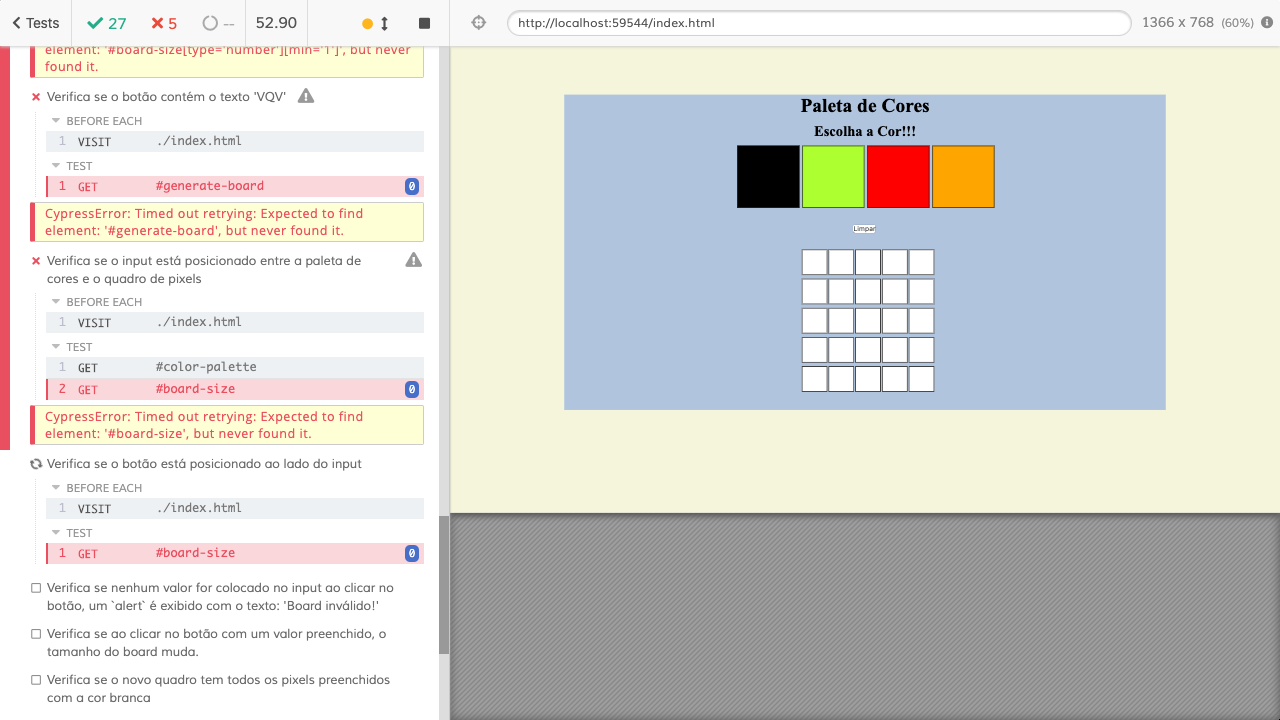 Tests
27
5
--
52.90
http://localhost:59544/index.html
1366 x 768 (60%)
element: '#board-size[type='number'][min='1']', but never
found it.
Verifica se o botão contém o texto 'VQV'
BEFORE EACH
1 VISIT ./index.html
TEST
1 GET #generate-board 0
CypressError: Timed out retrying: Expected to find
element: '#generate-board', but never found it.
Verifica se o input está posicionado entre a paleta de
cores e o quadro de pixels
BEFORE EACH
1 VISIT ./index.html
TEST
1 GET #color-palette
2 GET #board-size 0
CypressError: Timed out retrying: Expected to find
element: '#board-size', but never found it.
Verifica se o botão está posicionado ao lado do input
BEFORE EACH
1 VISIT ./index.html
TEST
1 GET #board-size 0
Verifica se nenhum valor for colocado no input ao clicar no
botão, um `alert` é exibido com o texto: 'Board inválido!'
Verifica se ao clicar no botão com um valor preenchido, o
tamanho do board muda.
Verifica se o novo quadro tem todos os pixels preenchidos
com a cor branca
Paleta de Cores
Escolha a Cor!!!
Limpar